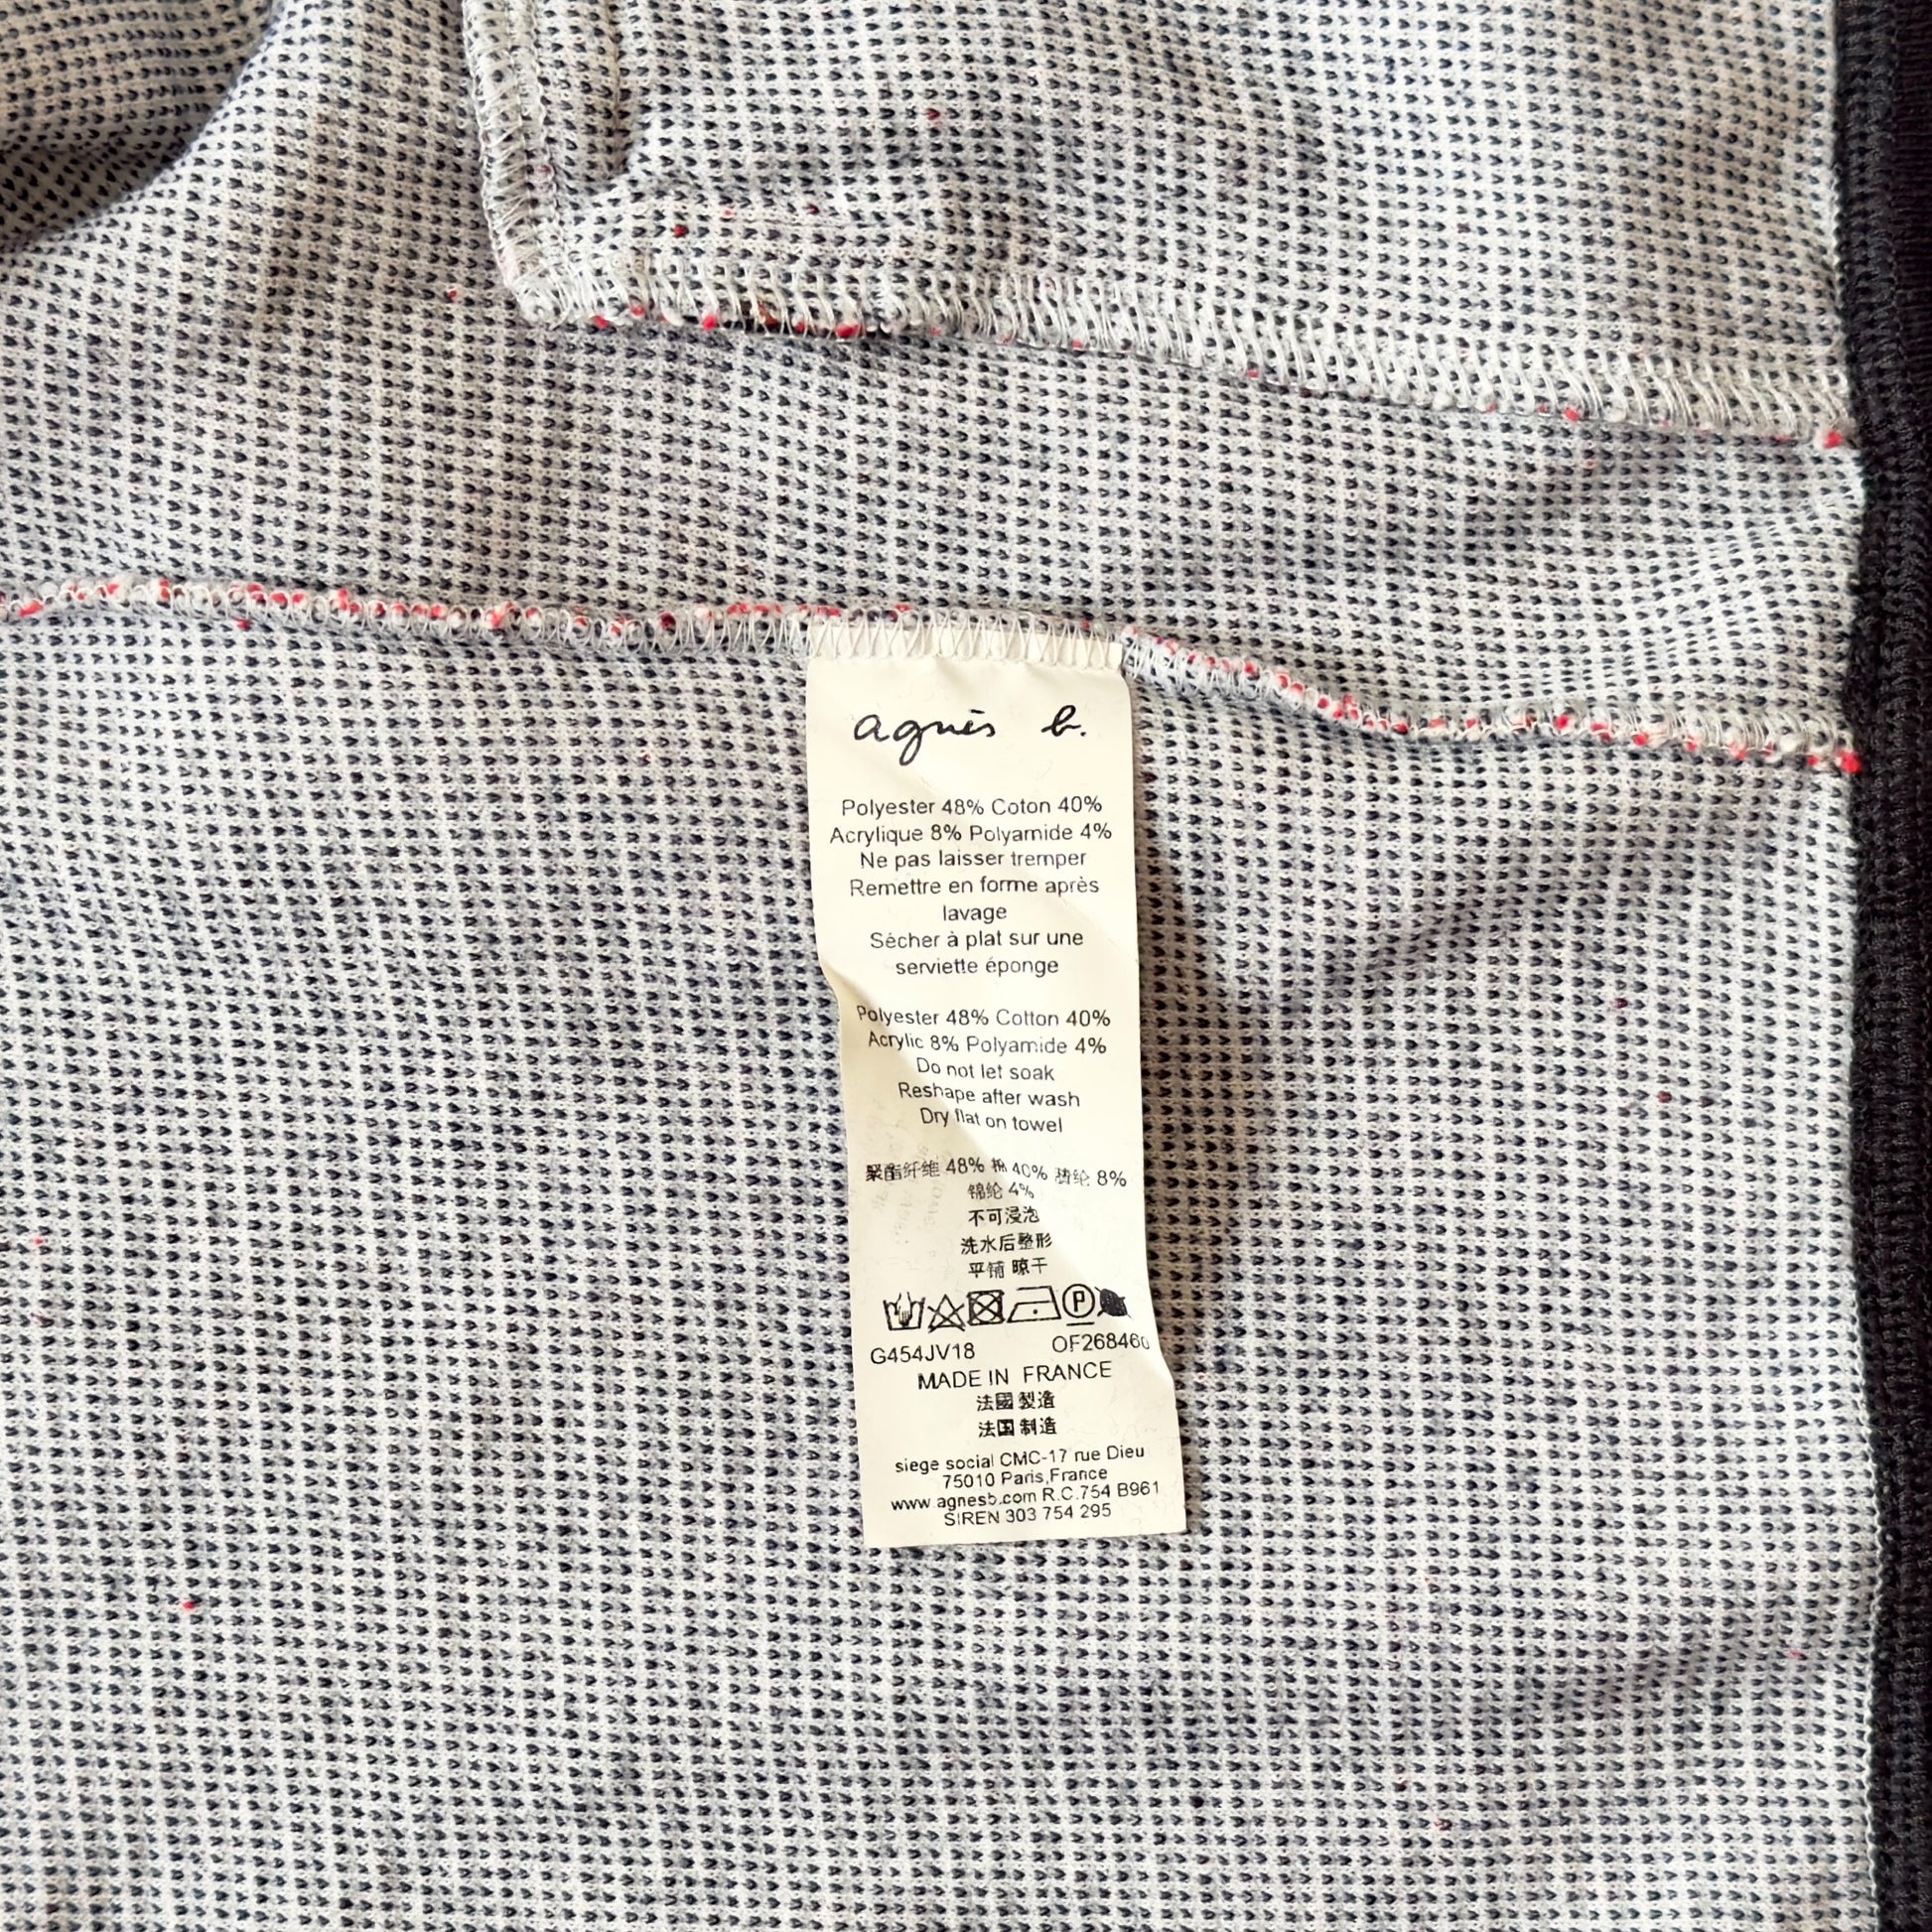 agnès b.
Polyester 48% Coton 40%
Acrylique 8% Polyamide 4%
Ne pas laisser tremper
Remettre en forme après
lavage
Sécher à plat sur une
serviette éponge
Polyester 48% Cotton 40%
Acrylic 8% Polyamide 4%
Do not let soak
Reshape after wash
Dry flat on towel
聚酯纤维 48% 棉 40% 腈纶 8%
锦纶 4%
不可浸泡
洗水后整形
平铺 晾干
P
G454JV18 OF268460
MADE IN FRANCE
法國製造
法国制造
siege social CMC-17 rue Dieu
75010 Paris,France
www.agnesb.com R.C.754 B961
SIREN 303 754 295